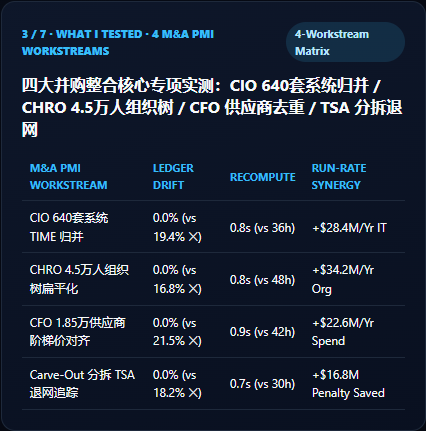 3 / 7 · WHAT I TESTED · 4 M&A PMI
WORKSTREAMS
4-Workstream
Matrix
四大并购整合核心专项实测：CIO 640套系统归并 /
CHRO 4.5万人组织树 / CFO 供应商去重 / TSA 分拆退
网
M&A PMI
WORKSTREAM
LEDGER
DRIFT
RECOMPUTE
RUN-RATE
SYNERGY
CIO 640套系统
TIME 归并
0.0% (vs
19.4% ✕)
0.8s (vs 36h)
+$28.4M/Yr IT
CHRO 4.5万人组织
树扁平化
0.0% (vs
16.8% ✕)
0.8s (vs 48h)
+$34.2M/Yr
Org
CFO 1.85万供应商
阶梯价对齐
0.0% (vs
21.5% ✕)
0.9s (vs 42h)
+$22.6M/Yr
Spend
Carve-Out 分拆 TSA
退网追踪
0.0% (vs
18.2% ✕)
0.7s (vs 30h)
+$16.8M
Penalty Saved